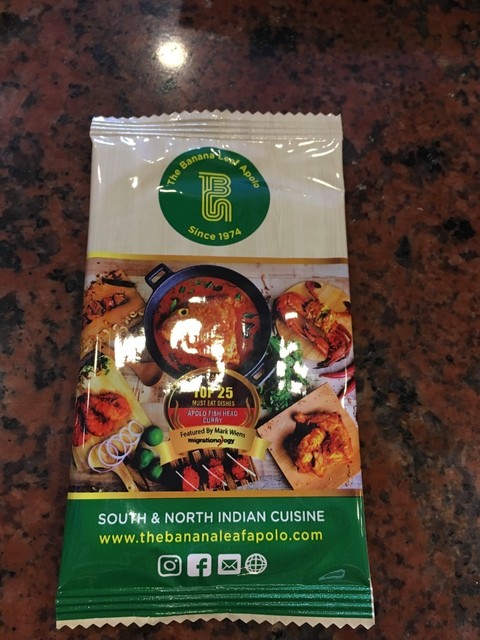 The Banana Leaf Apolo
Since 1974
TOP 25
MUST EAT DISHES
APOLO FISH HEAD
CURRY
Featured By Mark Wiens
migrationology
SOUTH & NORTH INDIAN CUISINE
www.thebananaleafapolo.com